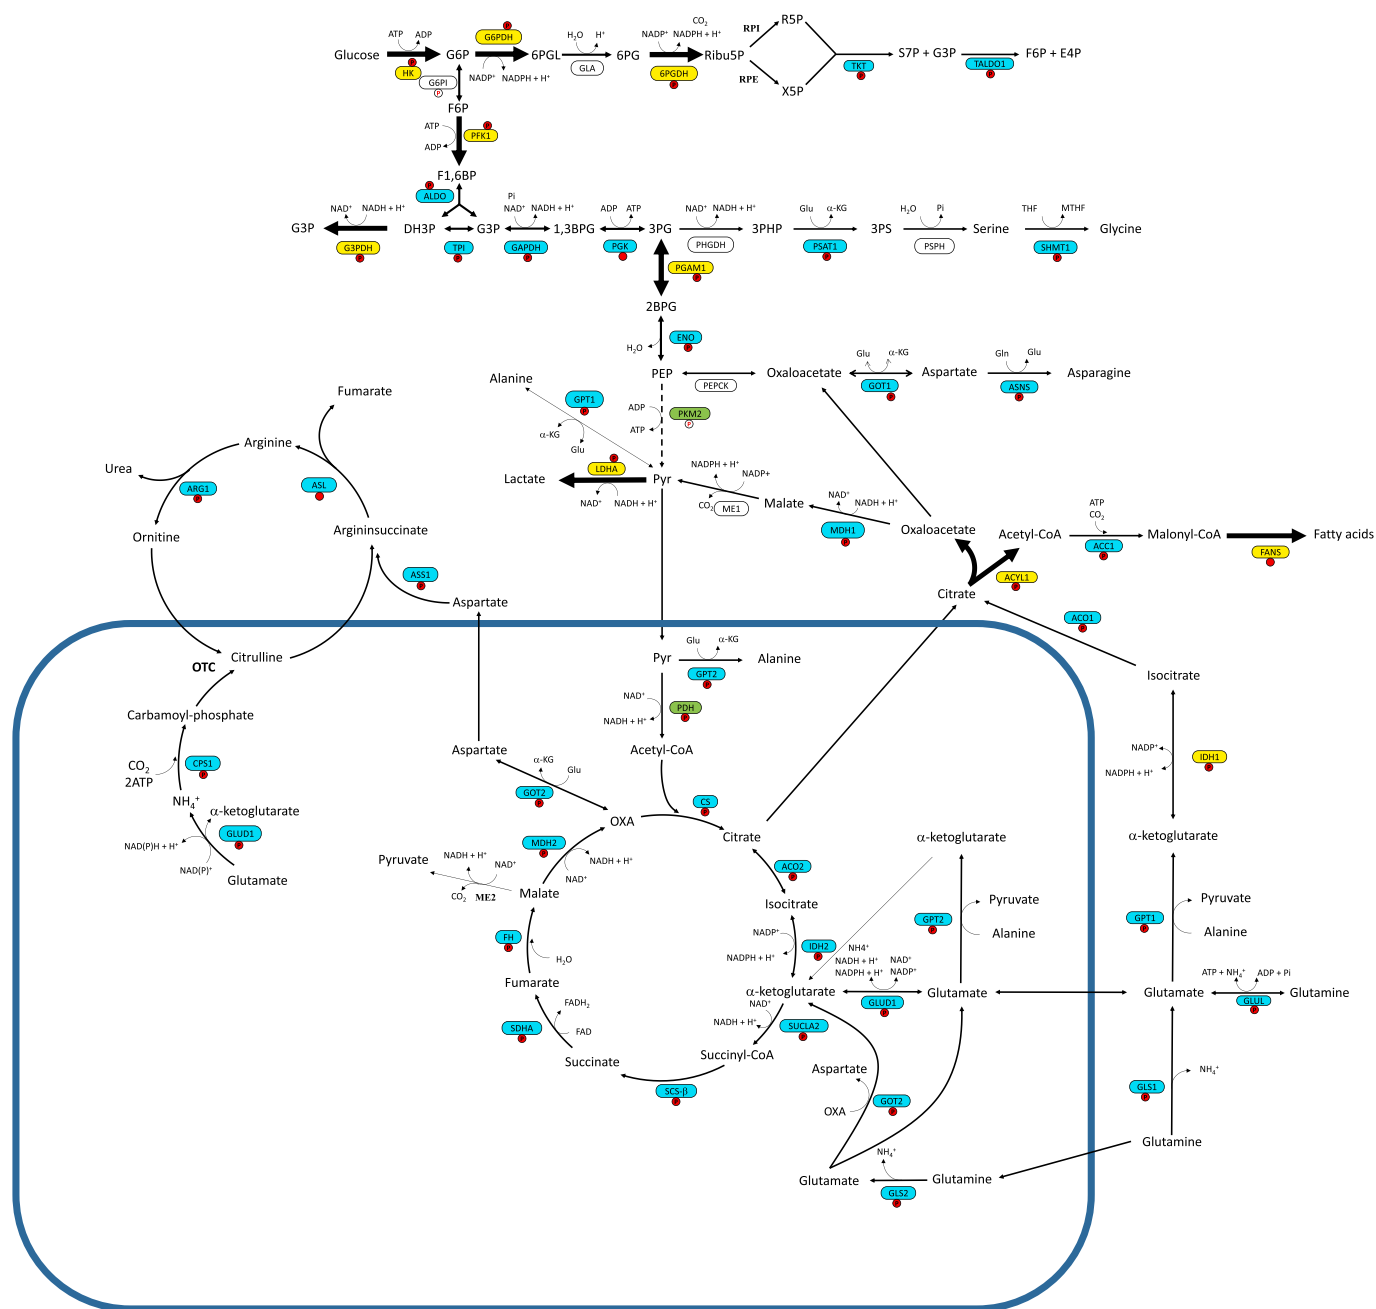 Glucose
ATP
ADP
P
HK
G6P
P
G6PDH
NADP⁺
NADPH + H⁺
6PGL
H₂O
H⁺
GLA
6PG
NADP⁺
CO₂
NADPH + H⁺
6PGDH
P
Ribu5P
RPI
R5P
RPE
X5P
TKT
P
S7P + G3P
TALDO1
P
F6P + E4P
G6PI
P
F6P
ATP
ADP
P
PFK1
F1,6BP
P
ALDO
G3P
NAD⁺
NADH + H⁺
G3PDH
P
DH3P
TPI
P
G3P
Pi
NAD⁺
NADH + H⁺
GAPDH
P
1,3BPG
ADP
ATP
PGK
3PG
NAD⁺
NADH + H⁺
PHGDH
3PHP
Glu
α-KG
PSAT1
P
3PS
H₂O
Pi
PSPH
Serine
THF
MTHF
SHMT1
P
Glycine
PGAM1
P
2BPG
H₂O
ENO
P
PEP
PEPCK
Oxaloacetate
Glu
α-KG
GOT1
P
Aspartate
Gln
Glu
ASNS
P
Asparagine
Alanine
GPT1
P
α-KG
Glu
ADP
ATP
PKM2
P
Fumarate
Arginine
Urea
ARG1
P
ASL
Ornitine
Argininsuccinate
ASS1
P
Aspartate
Lactate
P
LDHA
NAD⁺
NADH + H⁺
Pyr
NADPH + H⁺
NADP+
CO₂
ME1
Malate
NAD⁺
NADH + H⁺
MDH1
P
Oxaloacetate
Acetyl-CoA
ATP
CO₂
ACC1
P
Malonyl-CoA
FANS
Fatty acids
ACYL1
P
Citrate
ACO1
P
Isocitrate
NADP⁺
NADPH + H⁺
IDH1
P
α-ketoglutarate
Citrulline
OTC
Carbamoyl-phosphate
CO₂
2ATP
CPS1
P
NH₄⁺
α-ketoglutarate
NAD(P)H + H⁺
GLUD1
P
NAD(P)⁺
Glutamate
Pyr
Glu
α-KG
GPT2
P
Alanine
NAD⁺
NADH + H⁺
PDH
P
Acetyl-CoA
Aspartate
α-KG
Glu
GOT2
P
OXA
CS
P
Citrate
MDH2
P
NADH + H⁺
NAD⁺
Pyruvate
NADH + H⁺
NAD⁺
CO₂
ME2
Malate
ACO2
P
Isocitrate
NADP⁺
NADPH + H⁺
IDH2
P
FH
P
H₂O
Fumarate
FADH₂
FAD
SDHA
P
Succinate
SCS-β
P
Succinyl-CoA
NAD⁺
NADH + H⁺
SUCLA2
P
α-ketoglutarate
α-ketoglutarate
NH4⁺
NADH + H⁺
NADPH + H⁺
NAD⁺
NADP⁺
GLUD1
P
Glutamate
GPT2
P
Pyruvate
Alanine
GPT1
P
Pyruvate
Alanine
Glutamate
ATP + NH₄⁺
ADP + Pi
GLUL
P
Glutamine
GLS1
P
NH₄⁺
Glutamine
Aspartate
OXA
GOT2
P
Glutamate
NH₄⁺
GLS2
P
Glutamine